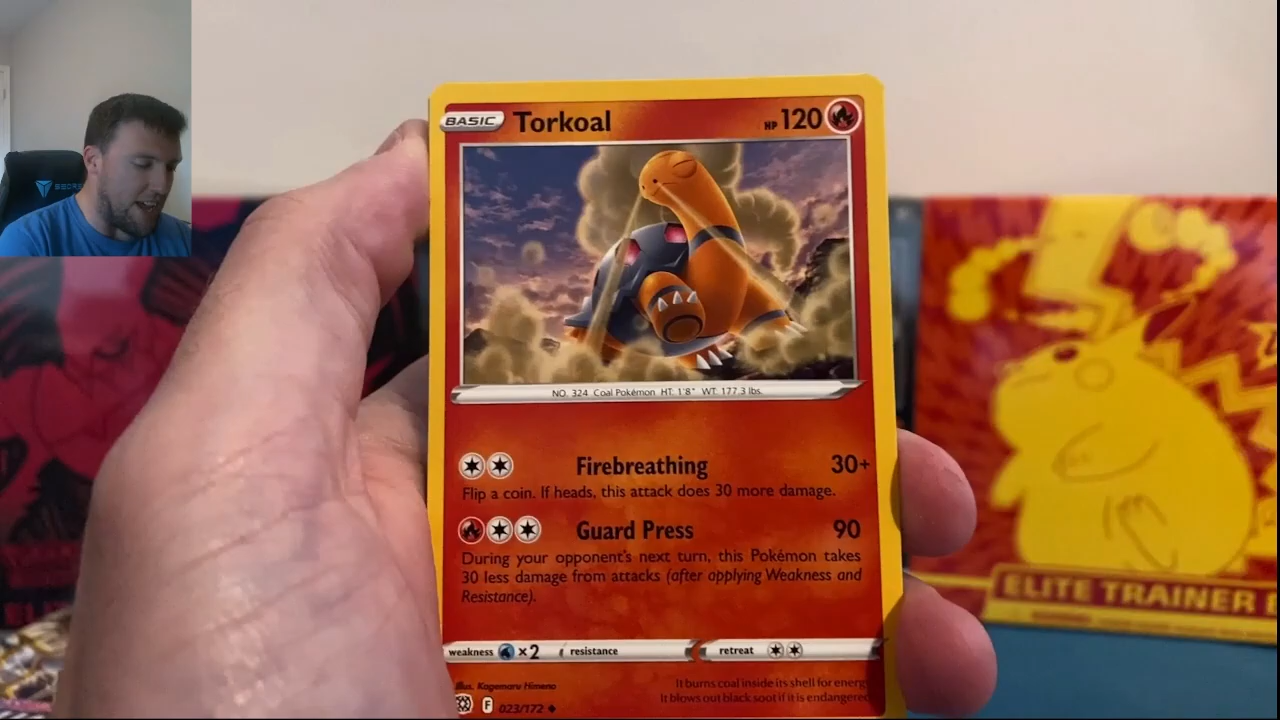 BASIC Torkoal HP 120
NO. 324 Coal Pokémon HT: 1'8" WT: 177.3 lbs.
Firebreathing 30+
Flip a coin. If heads, this attack does 30 more damage.
Guard Press 90
During your opponent's next turn, this Pokémon takes
30 less damage from attacks (after applying Weakness and
Resistance).
weakness ×2 resistance retreat
Illus. Kagemaru Himeno
F 023/172
It burns coal inside its shell for energy.
It blows out black soot if it is endangered.
ELITE TRAINER